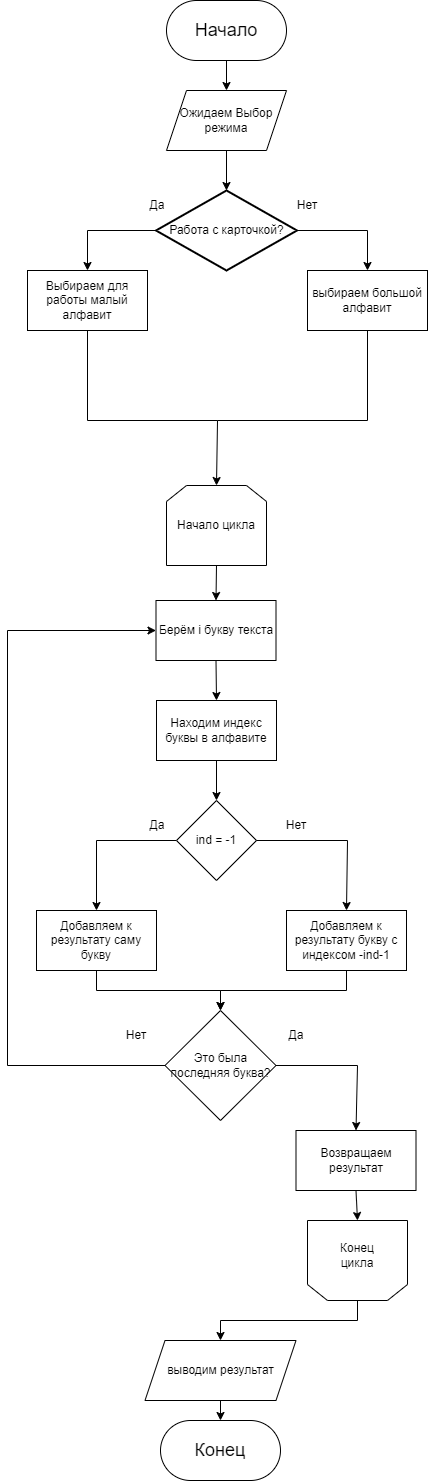 Начало
Ожидаем Выбор
режима
Да
Нет
Работа с карточкой?
Выбираем для
работы малый
алфавит
выбираем большой
алфавит
Начало цикла
Берём i букву текста
Находим индекс
буквы в алфавите
Да
Нет
ind = -1
Добавляем к
результату саму
букву
Добавляем к
результату букву с
индексом -ind-1
Нет
Да
Это была
последняя буква?
Возвращаем
результат
Конец
цикла
выводим результат
Конец